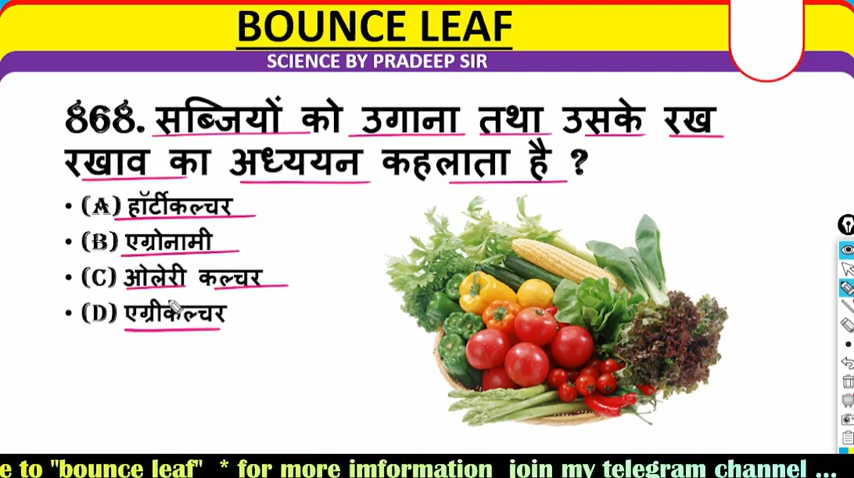 BOUNCE LEAF
SCIENCE BY PRADEEP SIR
868. सब्जियों को उगाना तथा उसके रख
रखाव का अध्ययन कहलाता है ?
• (A) हॉर्टीकल्चर
• (B) एग्रोनामी
• (C) ओलेरी कल्चर
• (D) एग्रीकल्चर
e to "bounce leaf" * for more imformation join my telegram channel ...